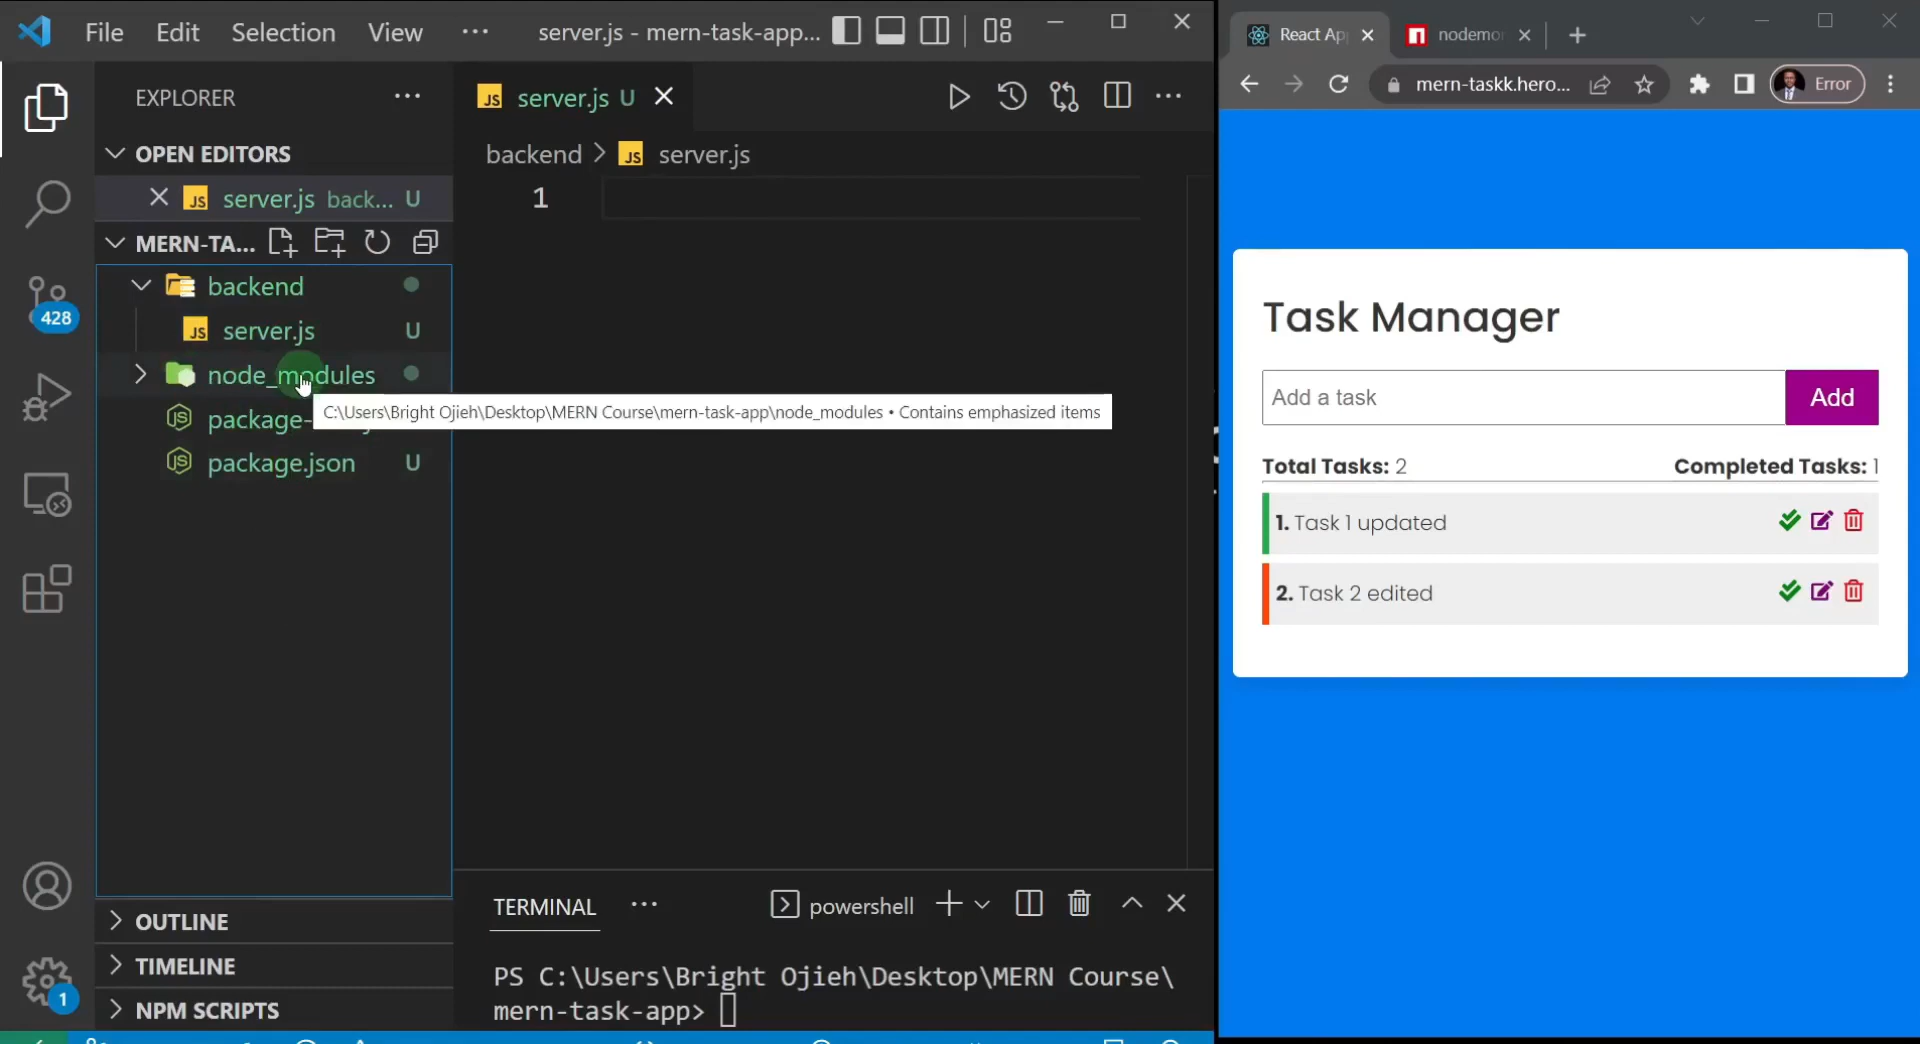 File Edit Selection View ··· server.js - mern-task-app...
EXPLORER ···
OPEN EDITORS
JS server.js back... U
MERN-TA...
backend
JS server.js U
node_modules
package-
package.json U
C:\Users\Bright Ojieh\Desktop\MERN Course\mern-task-app\node_modules • Contains emphasized items
OUTLINE
TIMELINE
NPM SCRIPTS
428
1
JS server.js U
backend > JS server.js
1
TERMINAL ··· powershell
PS C:\Users\Bright Ojieh\Desktop\MERN Course\
mern-task-app>
React Ap
nodemo
mern-taskk.hero... Error
Task Manager
Add a task Add
Total Tasks: 2 Completed Tasks: 1
1. Task 1 updated
2. Task 2 edited